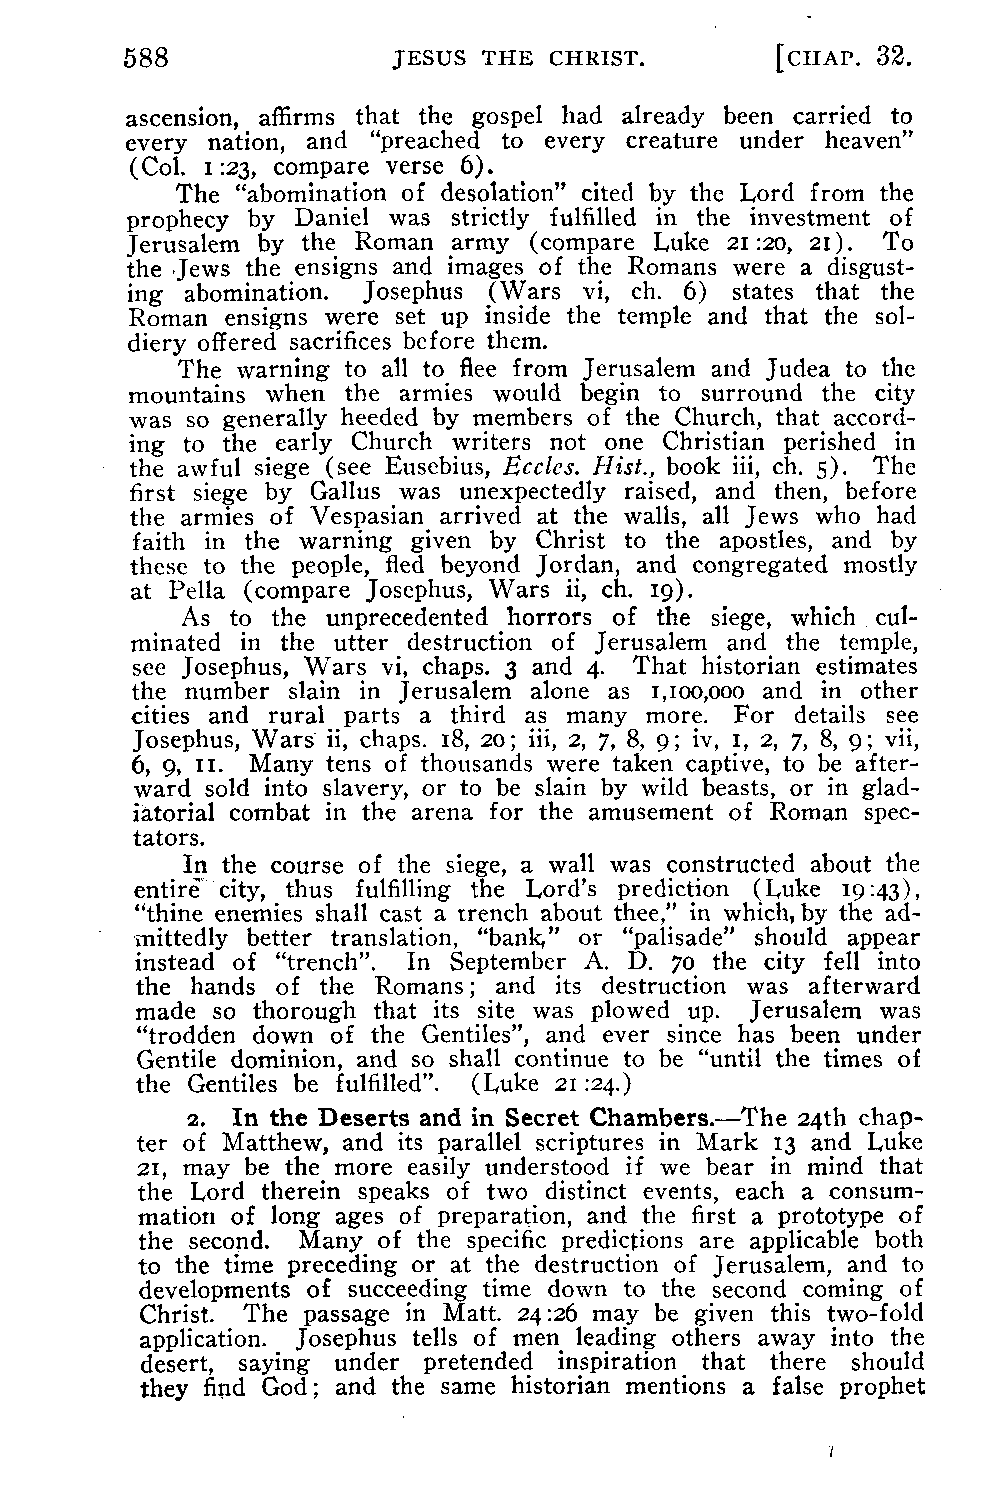 588 JESUS THE CHRIST. [CHAP. 32.
ascension, affirms that the gospel had already been carried to
every nation, and “preached to every creature under heaven”
(Col. 1:23, compare verse 6).
The “abomination of desolation” cited by the Lord from the
prophecy by Daniel was strictly fulfilled in the investment of
Jerusalem by the Roman army (compare Luke 21:20, 21). To
the Jews the ensigns and images of the Romans were a disgust-
ing abomination. Josephus (Wars vi, ch. 6) states that the
Roman ensigns were set up inside the temple and that the sol-
diery offered sacrifices before them.
The warning to all to flee from Jerusalem and Judea to the
mountains when the armies would begin to surround the city
was so generally heeded by members of the Church, that accord-
ing to the early Church writers not one Christian perished in
the awful siege (see Eusebius, Eccles. Hist., book iii, ch. 5). The
first siege by Gallus was unexpectedly raised, and then, before
the armies of Vespasian arrived at the walls, all Jews who had
faith in the warning given by Christ to the apostles, and by
these to the people, fled beyond Jordan, and congregated mostly
at Pella (compare Josephus, Wars ii, ch. 19).
As to the unprecedented horrors of the siege, which cul-
minated in the utter destruction of Jerusalem and the temple,
see Josephus, Wars vi, chaps. 3 and 4. That historian estimates
the number slain in Jerusalem alone as 1,100,000 and in other
cities and rural parts a third as many more. For details see
Josephus, Wars ii, chaps. 18, 20; iii, 2, 7, 8, 9; iv, 1, 2, 7, 8, 9; vii,
6, 9, 11. Many tens of thousands were taken captive, to be after-
ward sold into slavery, or to be slain by wild beasts, or in glad-
iatorial combat in the arena for the amusement of Roman spec-
tators.
In the course of the siege, a wall was constructed about the
entire city, thus fulfilling the Lord’s prediction (Luke 19:43),
“thine enemies shall cast a trench about thee,” in which, by the ad-
mittedly better translation, “bank,” or “palisade” should appear
instead of “trench”. In September A. D. 70 the city fell into
the hands of the Romans; and its destruction was afterward
made so thorough that its site was plowed up. Jerusalem was
“trodden down of the Gentiles”, and ever since has been under
Gentile dominion, and so shall continue to be “until the times of
the Gentiles be fulfilled”. (Luke 21:24.)
2. In the Deserts and in Secret Chambers.—The 24th chap-
ter of Matthew, and its parallel scriptures in Mark 13 and Luke
21, may be the more easily understood if we bear in mind that
the Lord therein speaks of two distinct events, each a consum-
mation of long ages of preparation, and the first a prototype of
the second. Many of the specific predictions are applicable both
to the time preceding or at the destruction of Jerusalem, and to
developments of succeeding time down to the second coming of
Christ. The passage in Matt. 24:26 may be given this two-fold
application. Josephus tells of men leading others away into the
desert, saying under pretended inspiration that there should
they find God; and the same historian mentions a false prophet